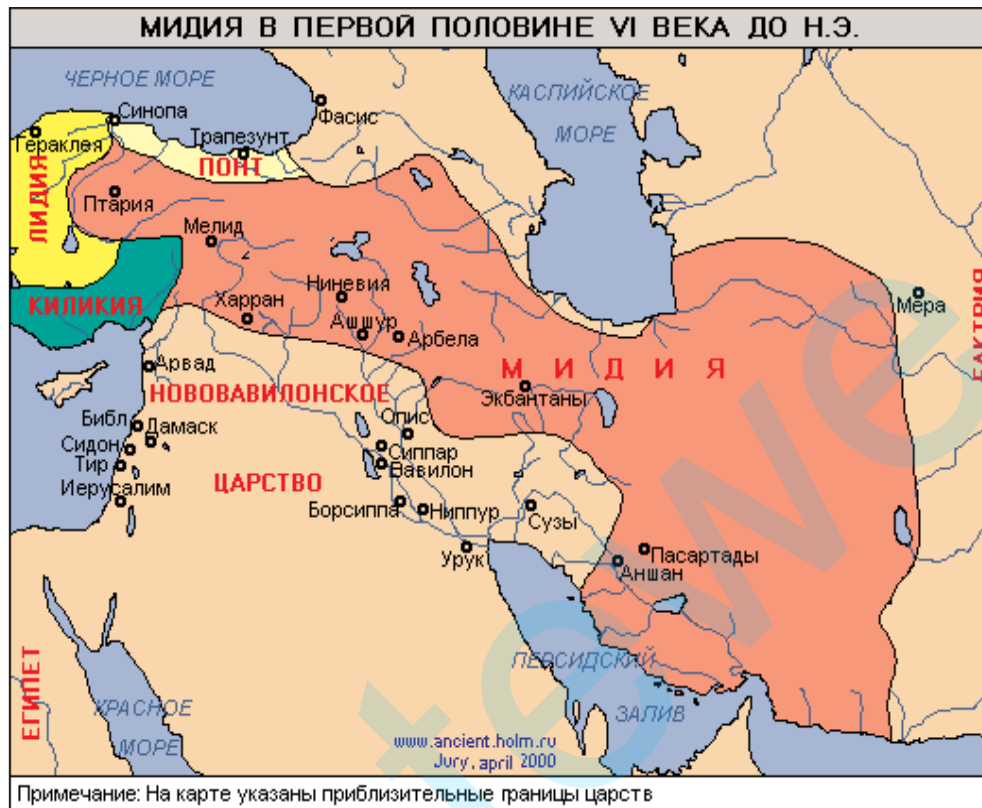 МИДИЯ В ПЕРВОЙ ПОЛОВИНЕ VI ВЕКА ДО Н.Э.
ЧЕРНОЕ МОРЕ
КАСПИЙСКОЕ
МОРЕ
Синопа
Фасис
Гераклея
Трапезунт
ПОНТ
ЛИДИЯ
Птария
Мелид
КИЛИКИЯ
Ниневия
Харран
Ашшур
Арбела
Мера
БАКТРИЯ
МИДИЯ
Арвад
НОВОВАВИЛОНСКОЕ
Экбантаны
Библ
Дамаск
Опис
Сидон
Сиппар
Тир
Вавилон
Иерусалим
ЦАРСТВО
Борсиппа
Ниппур
Сузы
Урук
Пасартады
Аншан
ЕГИПЕТ
ПЕРСИДСКИЙ
ЗАЛИВ
КРАСНОЕ
МОРЕ
www.ancient.holm.ru
Jury, april 2000
Примечание: На карте указаны приблизительные границы царств